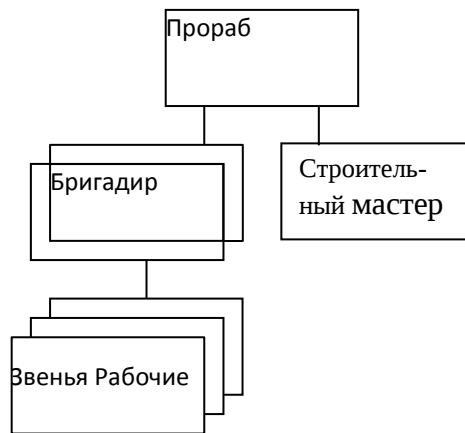 Прораб
Бригадир
Строитель-
ный мастер
Звенья Рабочие